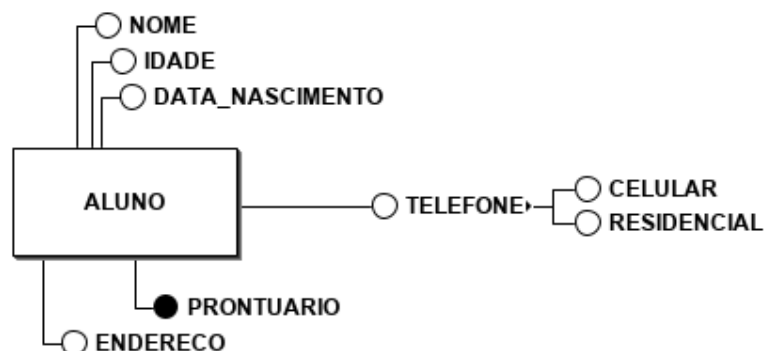 NOME
IDADE
DATA_NASCIMENTO
ALUNO
TELEFONE
CELULAR
RESIDENCIAL
PRONTUARIO
ENDERECO